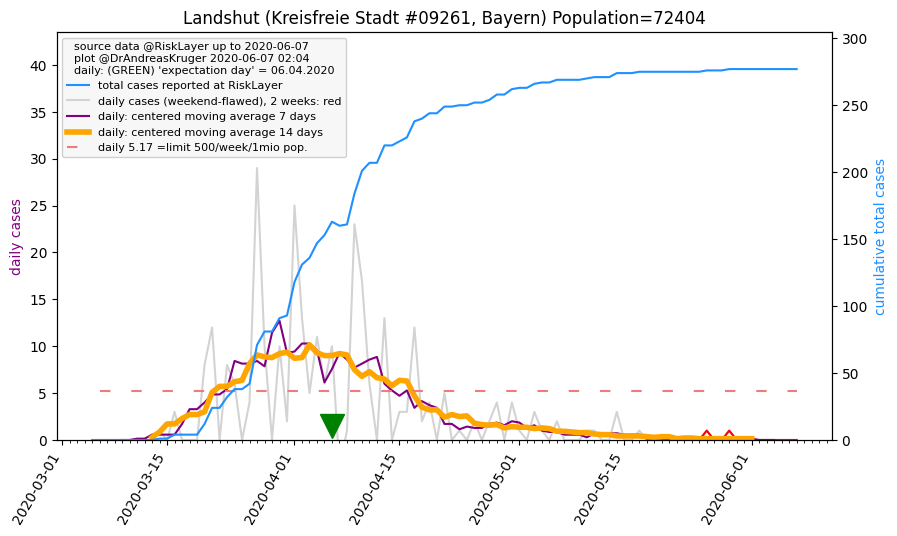 Landshut (Kreisfreie Stadt #09261, Bayern) Population=72404
source data @RiskLayer up to 2020-06-07
plot @DrAndreasKruger 2020-06-07 02:04
daily: (GREEN) 'expectation day' = 06.04.2020
total cases reported at RiskLayer
daily cases (weekend-flawed), 2 weeks: red
daily: centered moving average 7 days
daily: centered moving average 14 days
daily 5.17 =limit 500/week/1mio pop.
daily cases
40
35
30
25
20
15
10
5
0
300
250
200
150
100
50
0
cumulative total cases
2020-03-01
2020-03-15
2020-04-01
2020-04-15
2020-05-01
2020-05-15
2020-06-01